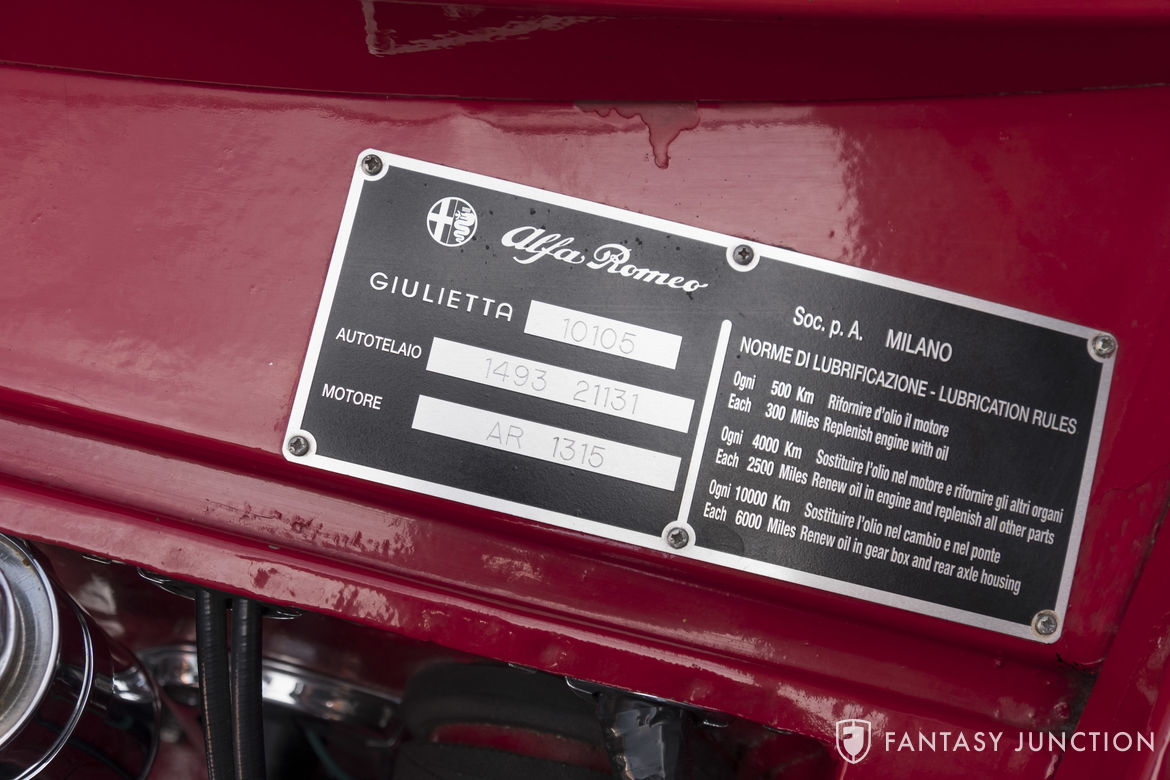 Alfa Romeo
GIULIETTA 10105
AUTOTELAIO 1493 21131
MOTORE AR 1315
Soc. p. A. MILANO
NORME DI LUBRIFICAZIONE - LUBRICATION RULES
Ogni 500 Km Rifornire d'olio il motore
Each 300 Miles Replenish engine with oil
Ogni 4000 Km Sostituire l'olio nel motore e rifornire gli altri organi
Each 2500 Miles Renew oil in engine and replenish all other parts
Ogni 10000 Km Sostituire l'olio nel cambio e nel ponte
Each 6000 Miles Renew oil in gear box and rear axle housing
FANTASY JUNCTION